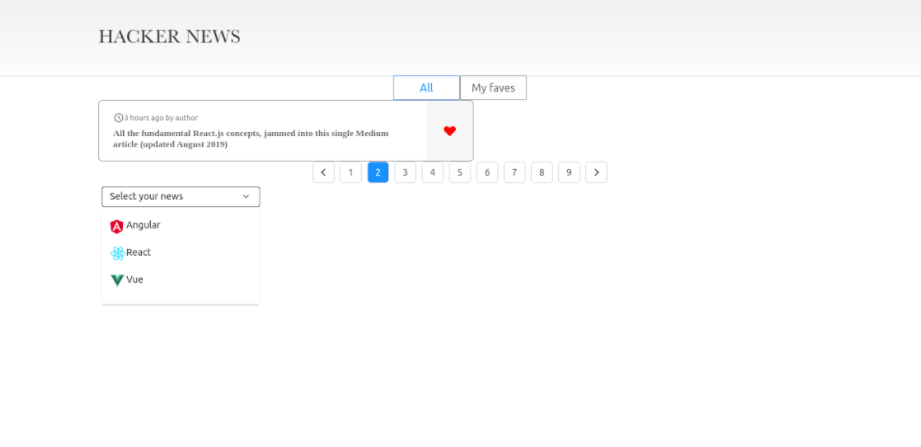 HACKER NEWS
All My faves
3 hours ago by author
All the fundamental React.js concepts, jammed into this single Medium
article (updated August 2019)
1 2 3 4 5 6 7 8 9
Select your news
Angular
React
Vue